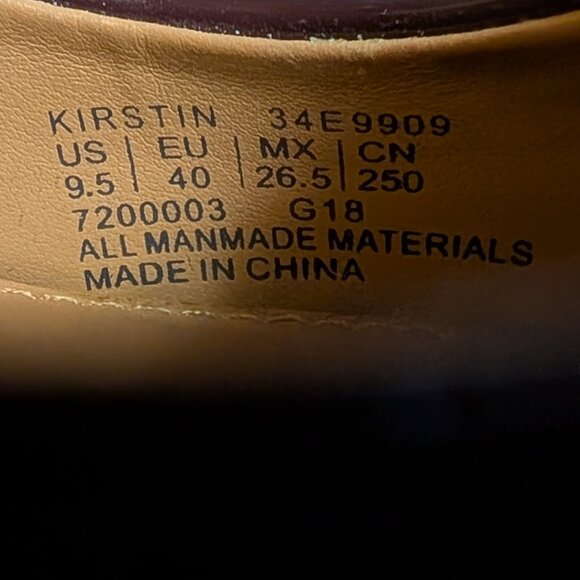 KIRSTIN 34E9909
US | EU | MX | CN
9.5 | 40 | 26.5 | 250
7200003 G18
ALL MANMADE MATERIALS
MADE IN CHINA